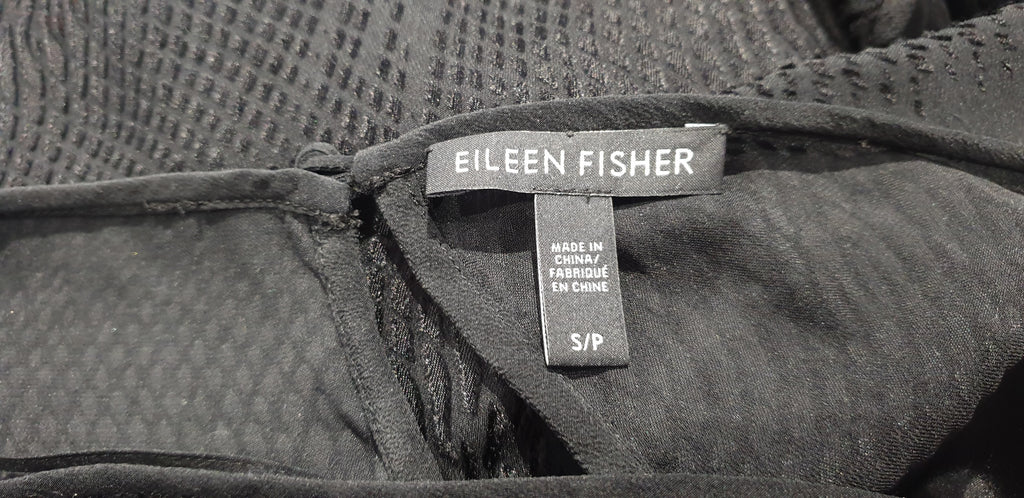 EILEEN FISHER
MADE IN
CHINA/
FABRIQUÉ
EN CHINE
S/P